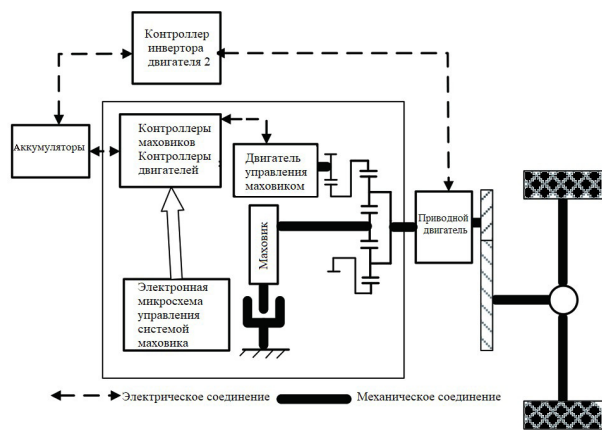 Контроллер
инвертора
двигателя 2
Аккумуляторы
Контроллеры
маховиков
Контроллеры
двигателей
Двигатель
управления
маховиком
Приводной
двигатель
Маховик
Электронная
микросхема
управления
системой
маховика
Электрическое соединение
Механическое соединение